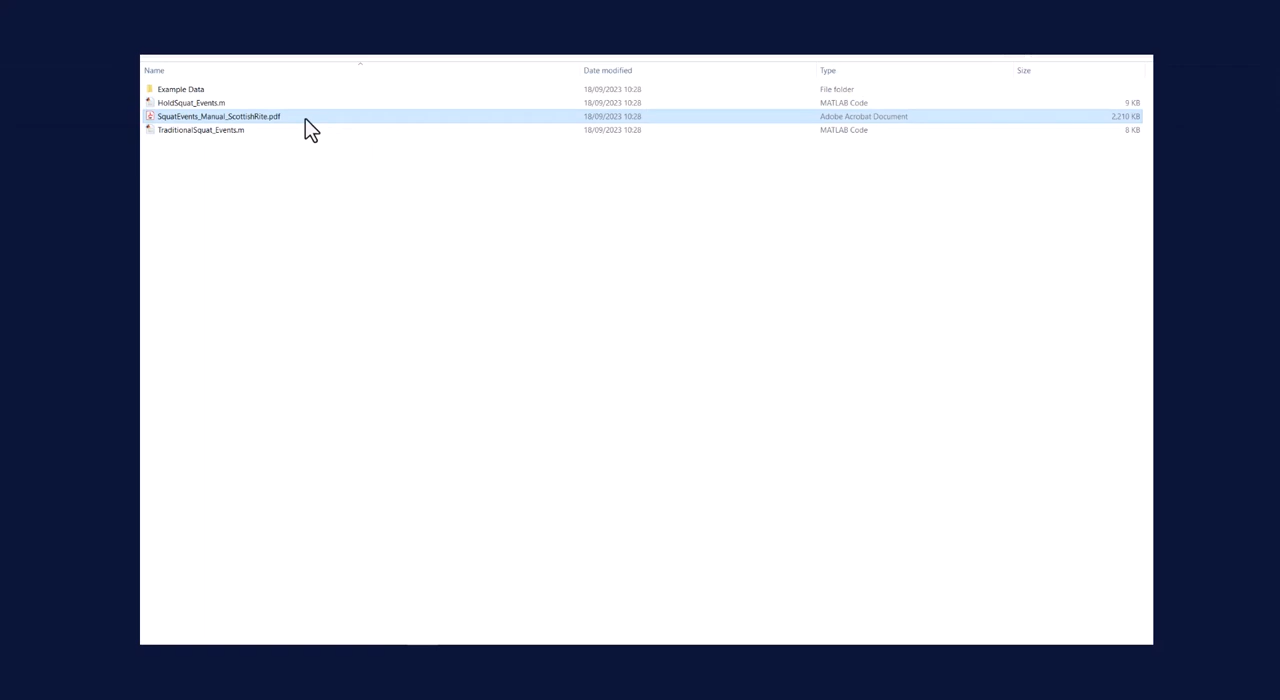 Name Date modified Type Size
Example Data 18/09/2023 10:28 File folder
HoldSquat_Events.m 18/09/2023 10:28 MATLAB Code 9 KB
SquatEvents_Manual_ScottishRite.pdf 18/09/2023 10:28 Adobe Acrobat Document 2,210 KB
TraditionalSquat_Events.m 18/09/2023 10:28 MATLAB Code 8 KB